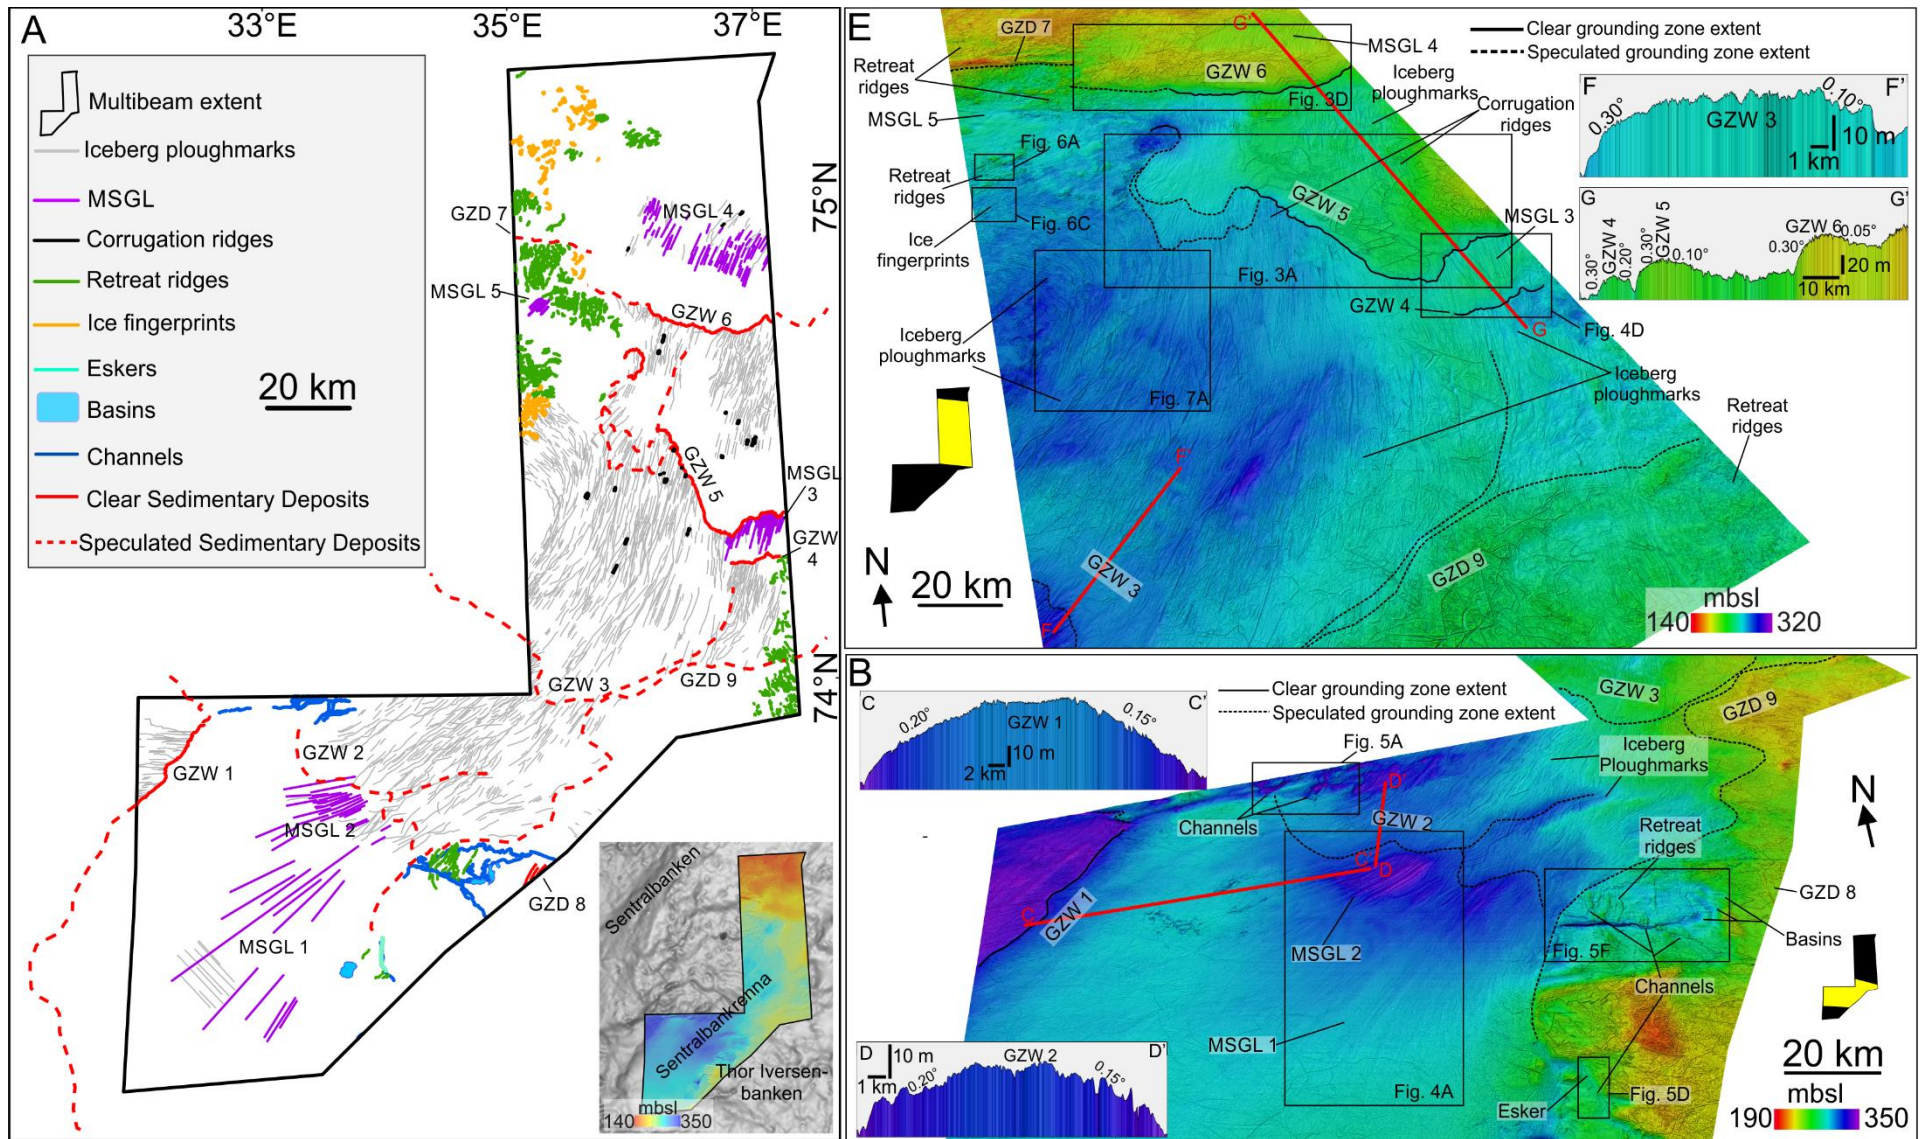 A
33°E
35°E
37°E
75°N
74°N
Multibeam extent
Iceberg ploughmarks
MSGL
Corrugation ridges
Retreat ridges
Ice fingerprints
Eskers
Basins
Channels
Clear Sedimentary Deposits
Speculated Sedimentary Deposits
20 km
GZD 7
MSGL 4
MSGL 5
GZW 6
GZW 5
MSGL
3
GZW
4
GZW 3
GZD 9
GZW 2
GZW 1
MSGL 2
GZD 8
MSGL 1
Sentralbanken
Sentralbankrenna
Thor Iversen-
banken
mbsl
140
350
E
GZD 7
G'
MSGL 4
Clear grounding zone extent
Speculated grounding zone extent
Retreat
ridges
GZW 6
Fig. 3D
Iceberg
ploughmarks
Corrugation
ridges
MSGL 5
Fig. 6A
Retreat
ridges
Fig. 6C
Ice
fingerprints
GZW 5
MSGL 3
Fig. 3A
GZW 4
G
Fig. 4D
Iceberg
ploughmarks
Fig. 7A
Iceberg
ploughmarks
Retreat
ridges
F'
GZW 3
F
GZD 9
N
20 km
mbsl
140
320
F
F'
0.30°
0.10°
GZW 3
10 m
1 km
G
G'
GZW 4
GZW 5
GZW 6
0.30°
0.20°
0.30°
0.10°
0.30°
0.05°
20 m
10 km
B
C
C'
0.20°
GZW 1
0.15°
10 m
2 km
Clear grounding zone extent
Speculated grounding zone extent
Fig. 5A
GZW 3
GZD 9
Iceberg
Ploughmarks
N
Channels
D'
GZW 2
C'
D
C
GZW 1
MSGL 2
Retreat
ridges
GZD 8
Fig. 5F
Basins
Channels
MSGL 1
Fig. 4A
Esker
Fig. 5D
20 km
mbsl
190
350
D
D'
10 m
1 km
0.20°
GZW 2
0.15°